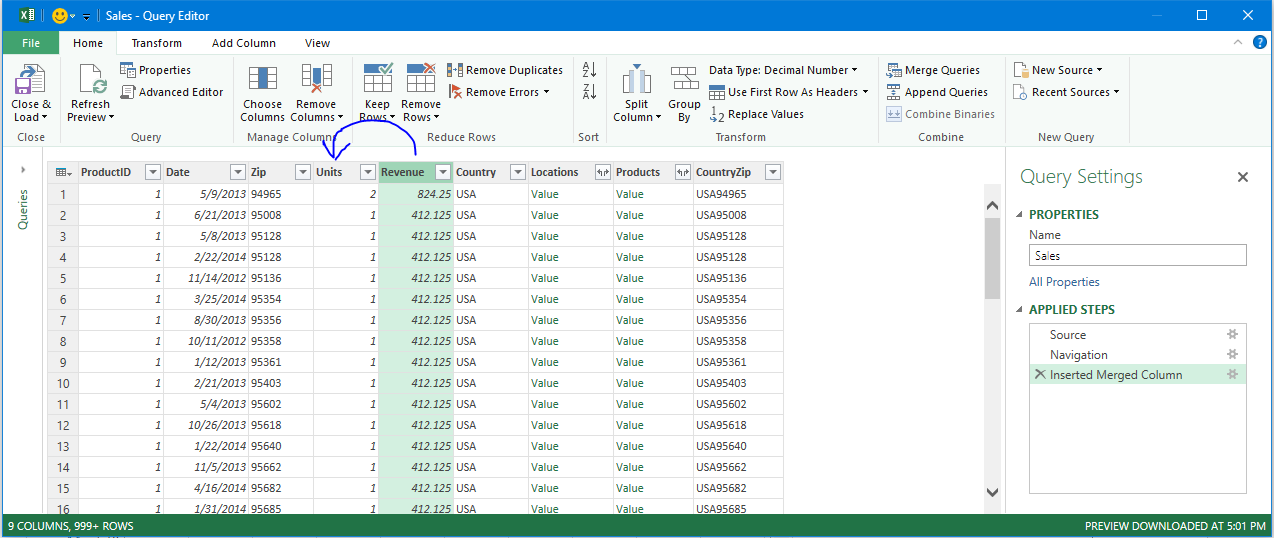 Sales - Query Editor
File Home Transform Add Column View
Close & Load
Refresh Preview
Properties
Advanced Editor
Choose Columns
Remove Columns
Keep Rows
Remove Rows
Remove Duplicates
Remove Errors
A Z
Z A
Split Column
Group By
Data Type: Decimal Number
Use First Row As Headers
1 2 Replace Values
Merge Queries
Append Queries
Combine Binaries
New Source
Recent Sources
Close Query Manage Columns Reduce Rows Sort Transform Combine New Query
Queries
ProductID Date Zip Units Revenue Country Locations Products CountryZip
1 1 5/9/2013 94965 2 824.25 USA Value Value USA94965
2 1 6/21/2013 95008 1 412.125 USA Value Value USA95008
3 1 5/8/2013 95128 1 412.125 USA Value Value USA95128
4 1 2/22/2014 95128 1 412.125 USA Value Value USA95128
5 1 11/14/2012 95136 1 412.125 USA Value Value USA95136
6 1 3/25/2014 95354 1 412.125 USA Value Value USA95354
7 1 8/30/2013 95356 1 412.125 USA Value Value USA95356
8 1 10/11/2012 95358 1 412.125 USA Value Value USA95358
9 1 1/12/2013 95361 1 412.125 USA Value Value USA95361
10 1 2/21/2013 95403 1 412.125 USA Value Value USA95403
11 1 5/4/2013 95602 1 412.125 USA Value Value USA95602
12 1 10/26/2013 95618 1 412.125 USA Value Value USA95618
13 1 1/22/2014 95640 1 412.125 USA Value Value USA95640
14 1 11/5/2013 95662 1 412.125 USA Value Value USA95662
15 1 4/16/2014 95682 1 412.125 USA Value Value USA95682
16 1 1/31/2014 95685 1 412.125 USA Value Value USA95685
Query Settings
PROPERTIES
Name
Sales
All Properties
APPLIED STEPS
Source
Navigation
Inserted Merged Column
9 COLUMNS, 999+ ROWS
PREVIEW DOWNLOADED AT 5:01 PM